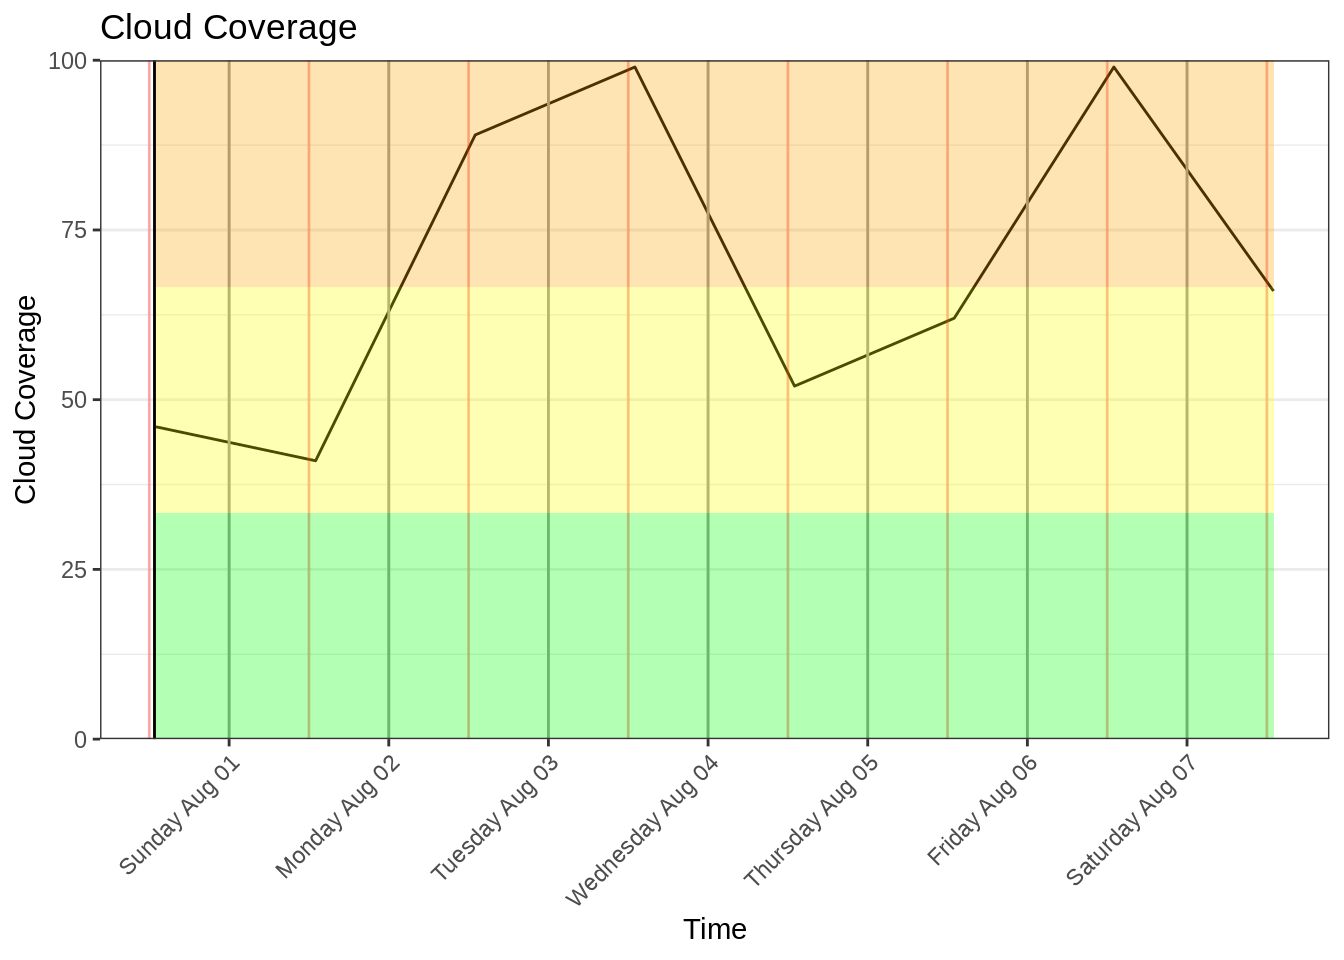 Cloud Coverage
Cloud Coverage
100
75
50
25
0
Sunday Aug 01
Monday Aug 02
Tuesday Aug 03
Wednesday Aug 04
Thursday Aug 05
Friday Aug 06
Saturday Aug 07
Time